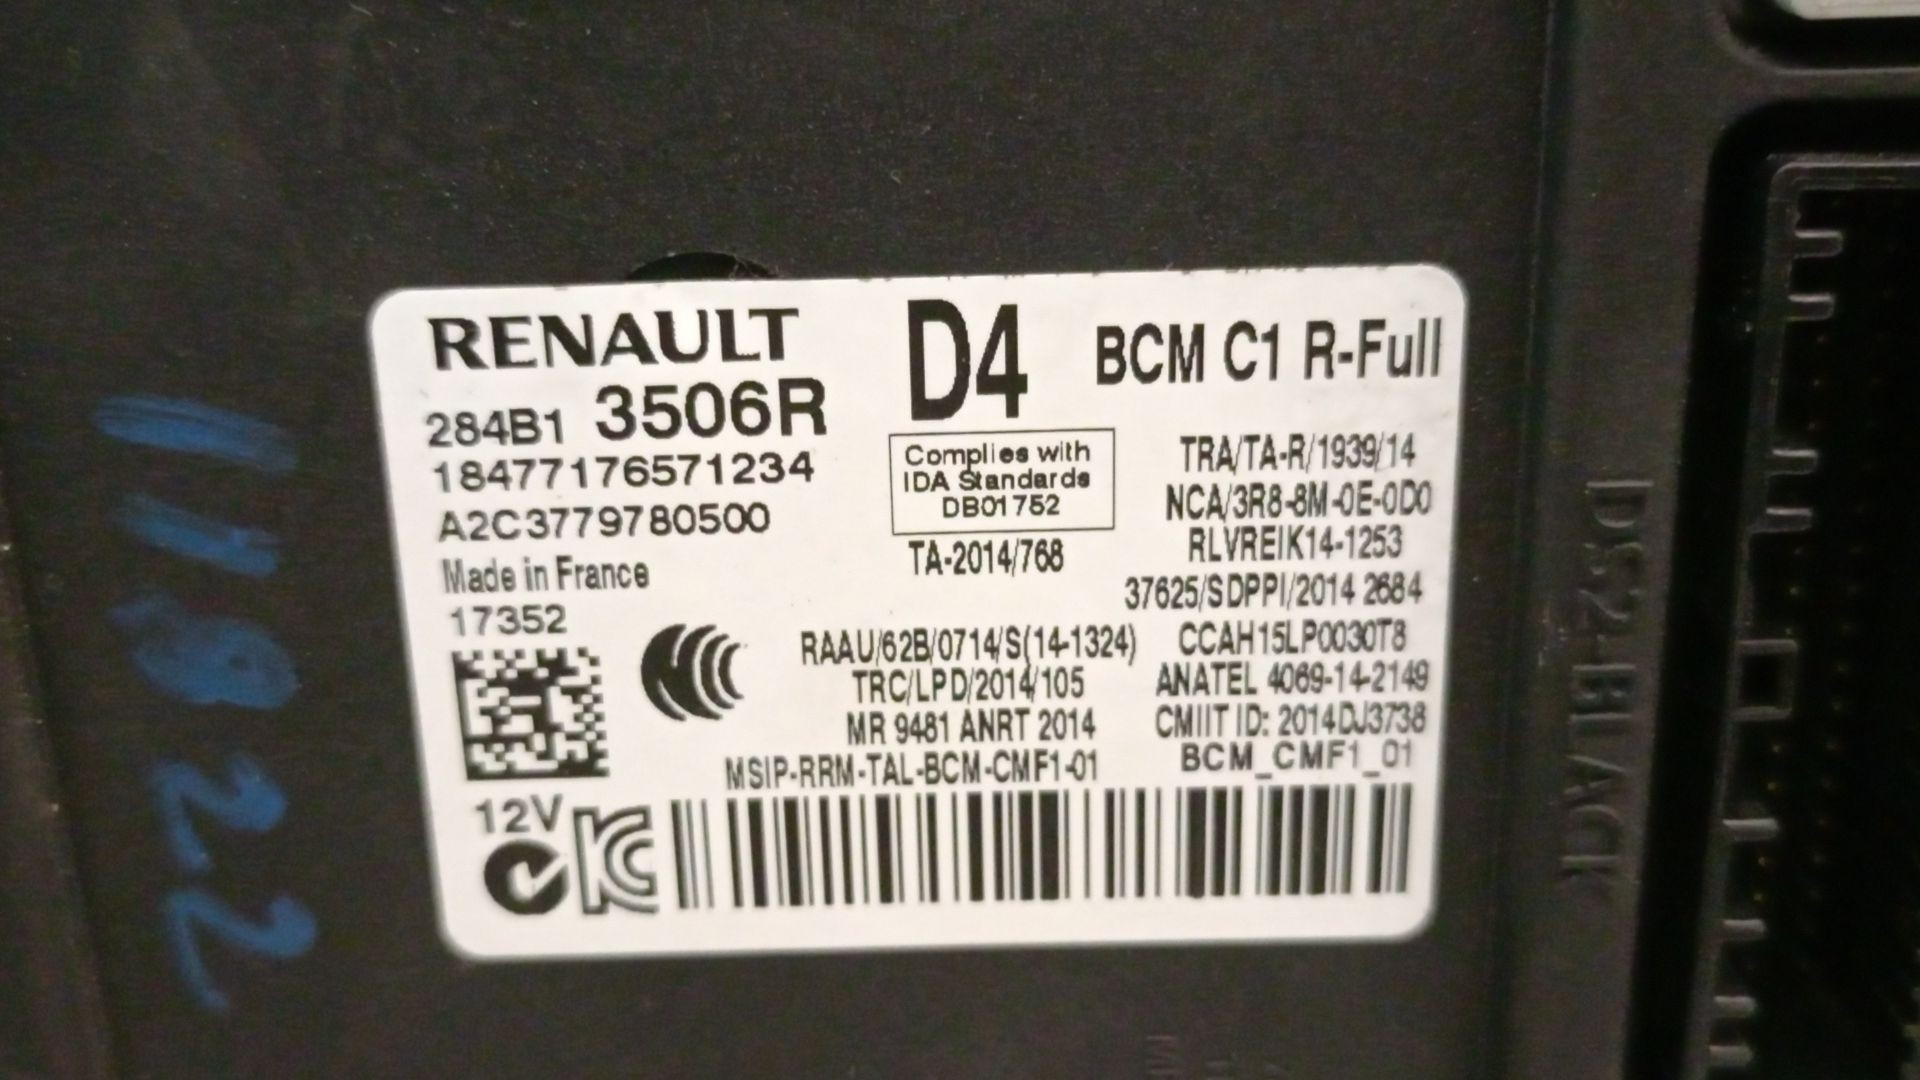 RENAULT
D4
BCM C1 R-Full
284B1 3506R
18477176571234
A2C3779780500
Made in France
17352
Complies with
IDA Standards
DB01752
TA-2014/768
TRA/TA-R/1939/14
NCA/3R8-8M-0E-0D0
RLVREIK14-1253
37625/SDPPI/2014 2684
RAAU/62B/0714/S(14-1324)
CCAH15LP0030T8
TRC/LPD/2014/105
ANATEL 4069-14-2149
MR 9481 ANRT 2014
CMIIT ID: 2014DJ3738
MSIP-RRM-TAL-BCM-CMF1-01
BCM_CMF1_01
12V
11822
DS2-BLACK